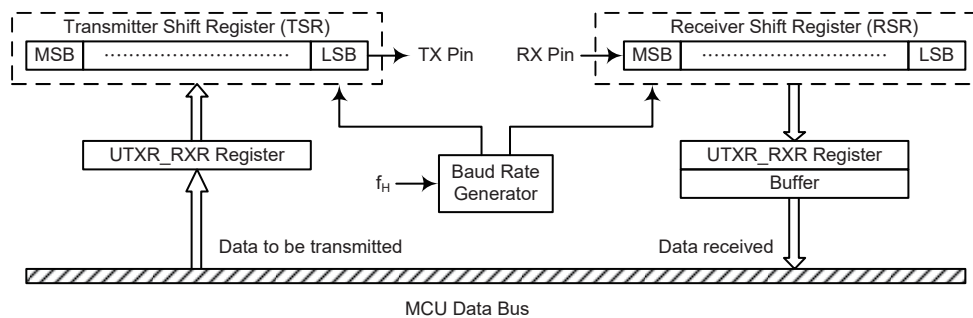 Transmitter Shift Register (TSR)
MSB ………………………… LSB
TX Pin
RX Pin
Receiver Shift Register (RSR)
MSB ………………………… LSB
UTXR_RXR Register
fH
Baud Rate
Generator
UTXR_RXR Register
Buffer
Data to be transmitted
Data received
MCU Data Bus